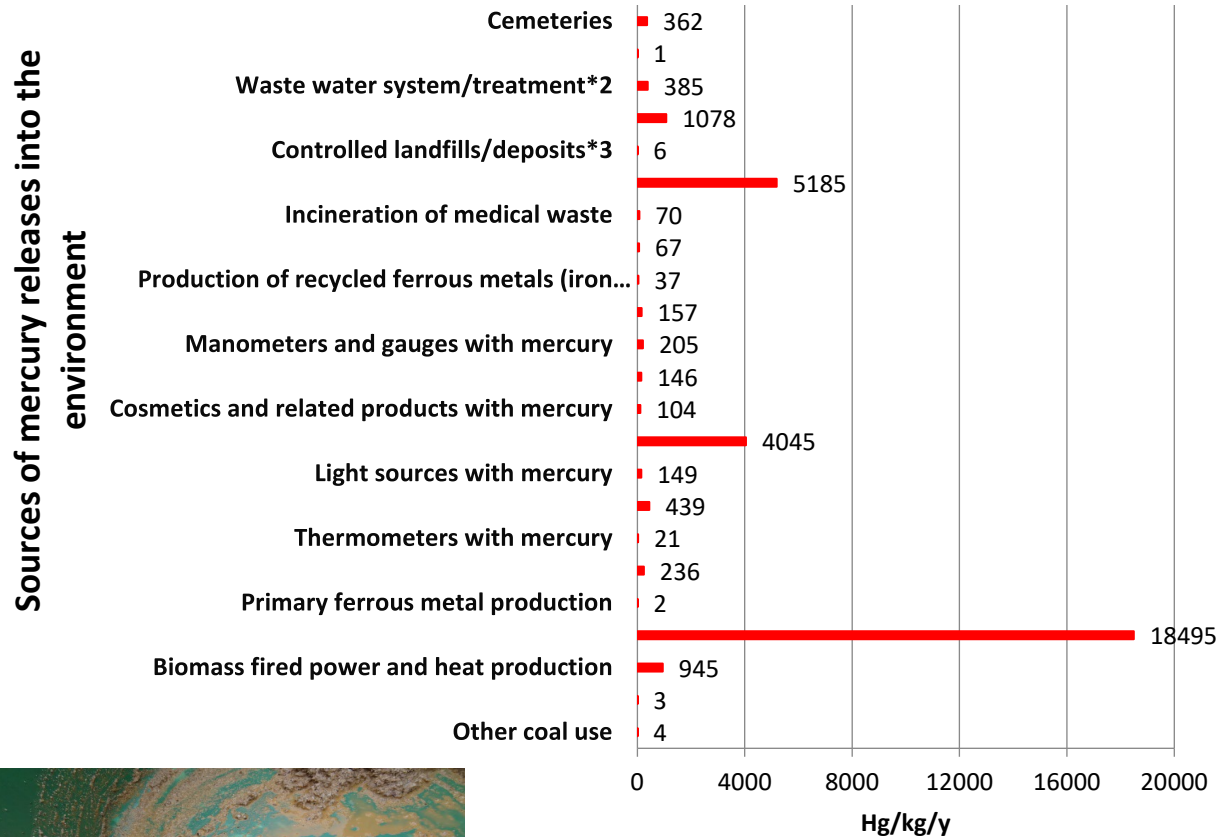 Sources of mercury releases into the
environment
Cemeteries 362
1
Waste water system/treatment*2 385
1078
Controlled landfills/deposits*3 6
5185
Incineration of medical waste 70
67
Production of recycled ferrous metals (iron… 37
157
Manometers and gauges with mercury 205
146
Cosmetics and related products with mercury 104
4045
Light sources with mercury 149
439
Thermometers with mercury 21
236
Primary ferrous metal production 2
18495
Biomass fired power and heat production 945
3
Other coal use 4
0 4000 8000 12000 16000 20000
Hg/kg/y